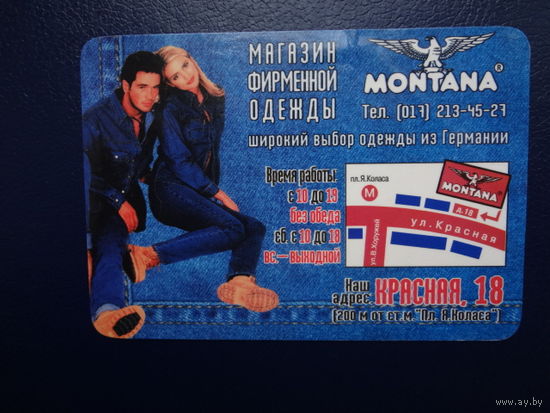 МАГАЗИН
ФИРМЕННОЙ
ОДЕЖДЫ
MONTANA®
Тел. (017) 213-45-27
широкий выбор одежды из Германии
Время работы:
с 10 до 19
без обеда
сб. с 10 до 18
вс.—выходной
пл.Я.Коласа
М
MONTANA
д.18
ул.Красная
ул.В.Хоружей
Наш адрес: КРАСНАЯ, 18
(200 м от ст.м."Пл. Я.Коласа")
www.ay.by